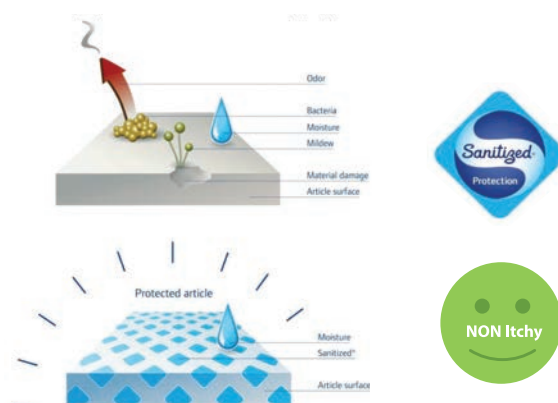 Odor
Bacteria
Moisture
Mildew
Material damage
Article surface
Sanitized®
Protection
Protected article
Moisture
Sanitized®
Article surface
NON Itchy